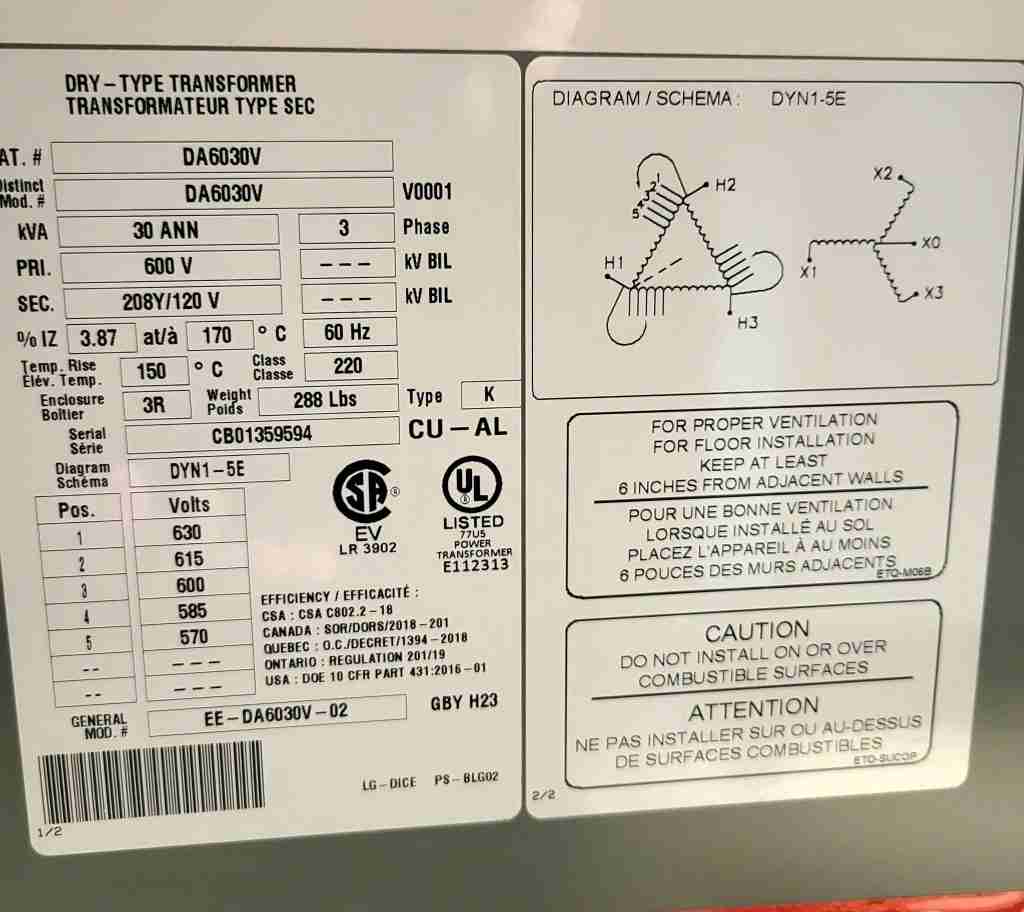 DRY-TYPE TRANSFORMER
TRANSFORMATEUR TYPE SEC
AT. # DA6030V
Distinct Mod. # DA6030V V0001
kVA 30 ANN 3 Phase
PRI. 600 V --- kV BIL
SEC. 208Y/120 V --- kV BIL
% IZ 3.87 at/à 170 ° C 60 Hz
Temp. Rise
Élév. Temp. 150 ° C Class
Classe 220
Enclosure
Boîtier 3R Weight
Poids 288 Lbs Type K
Serial
Série CB01359594 CU-AL
Diagram
Schéma DYN1-5E
Pos. Volts
1 630
2 615
3 600
4 585
5 570
-- ---
-- ---
SA ®
EV
LR 3902
UL ®
LISTED
77U5
POWER
TRANSFORMER
E112313
EFFICIENCY / EFFICACITÉ :
CSA : CSA C802.2-18
CANADA : SOR/DORS/2018-201
QUEBEC : O.C./DECRET/1394-2018
ONTARIO : REGULATION 201/19
USA : DOE 10 CFR PART 431:2016-01
GENERAL
MOD. # EE-DA6030V-02 GBY H23
LG-DICE PS-BLG02
1/2
DIAGRAM / SCHEMA : DYN1-5E
1
2
5
H2
H1
H3
X2
X0
X1
X3
FOR PROPER VENTILATION
FOR FLOOR INSTALLATION
KEEP AT LEAST
6 INCHES FROM ADJACENT WALLS
POUR UNE BONNE VENTILATION
LORSQUE INSTALLÉ AU SOL
PLACEZ L'APPAREIL À AU MOINS
6 POUCES DES MURS ADJACENTS
ETQ-M06B
CAUTION
DO NOT INSTALL ON OR OVER
COMBUSTIBLE SURFACES
ATTENTION
NE PAS INSTALLER SUR OU AU-DESSUS
DE SURFACES COMBUSTIBLES
ETQ-SUCOP
2/2